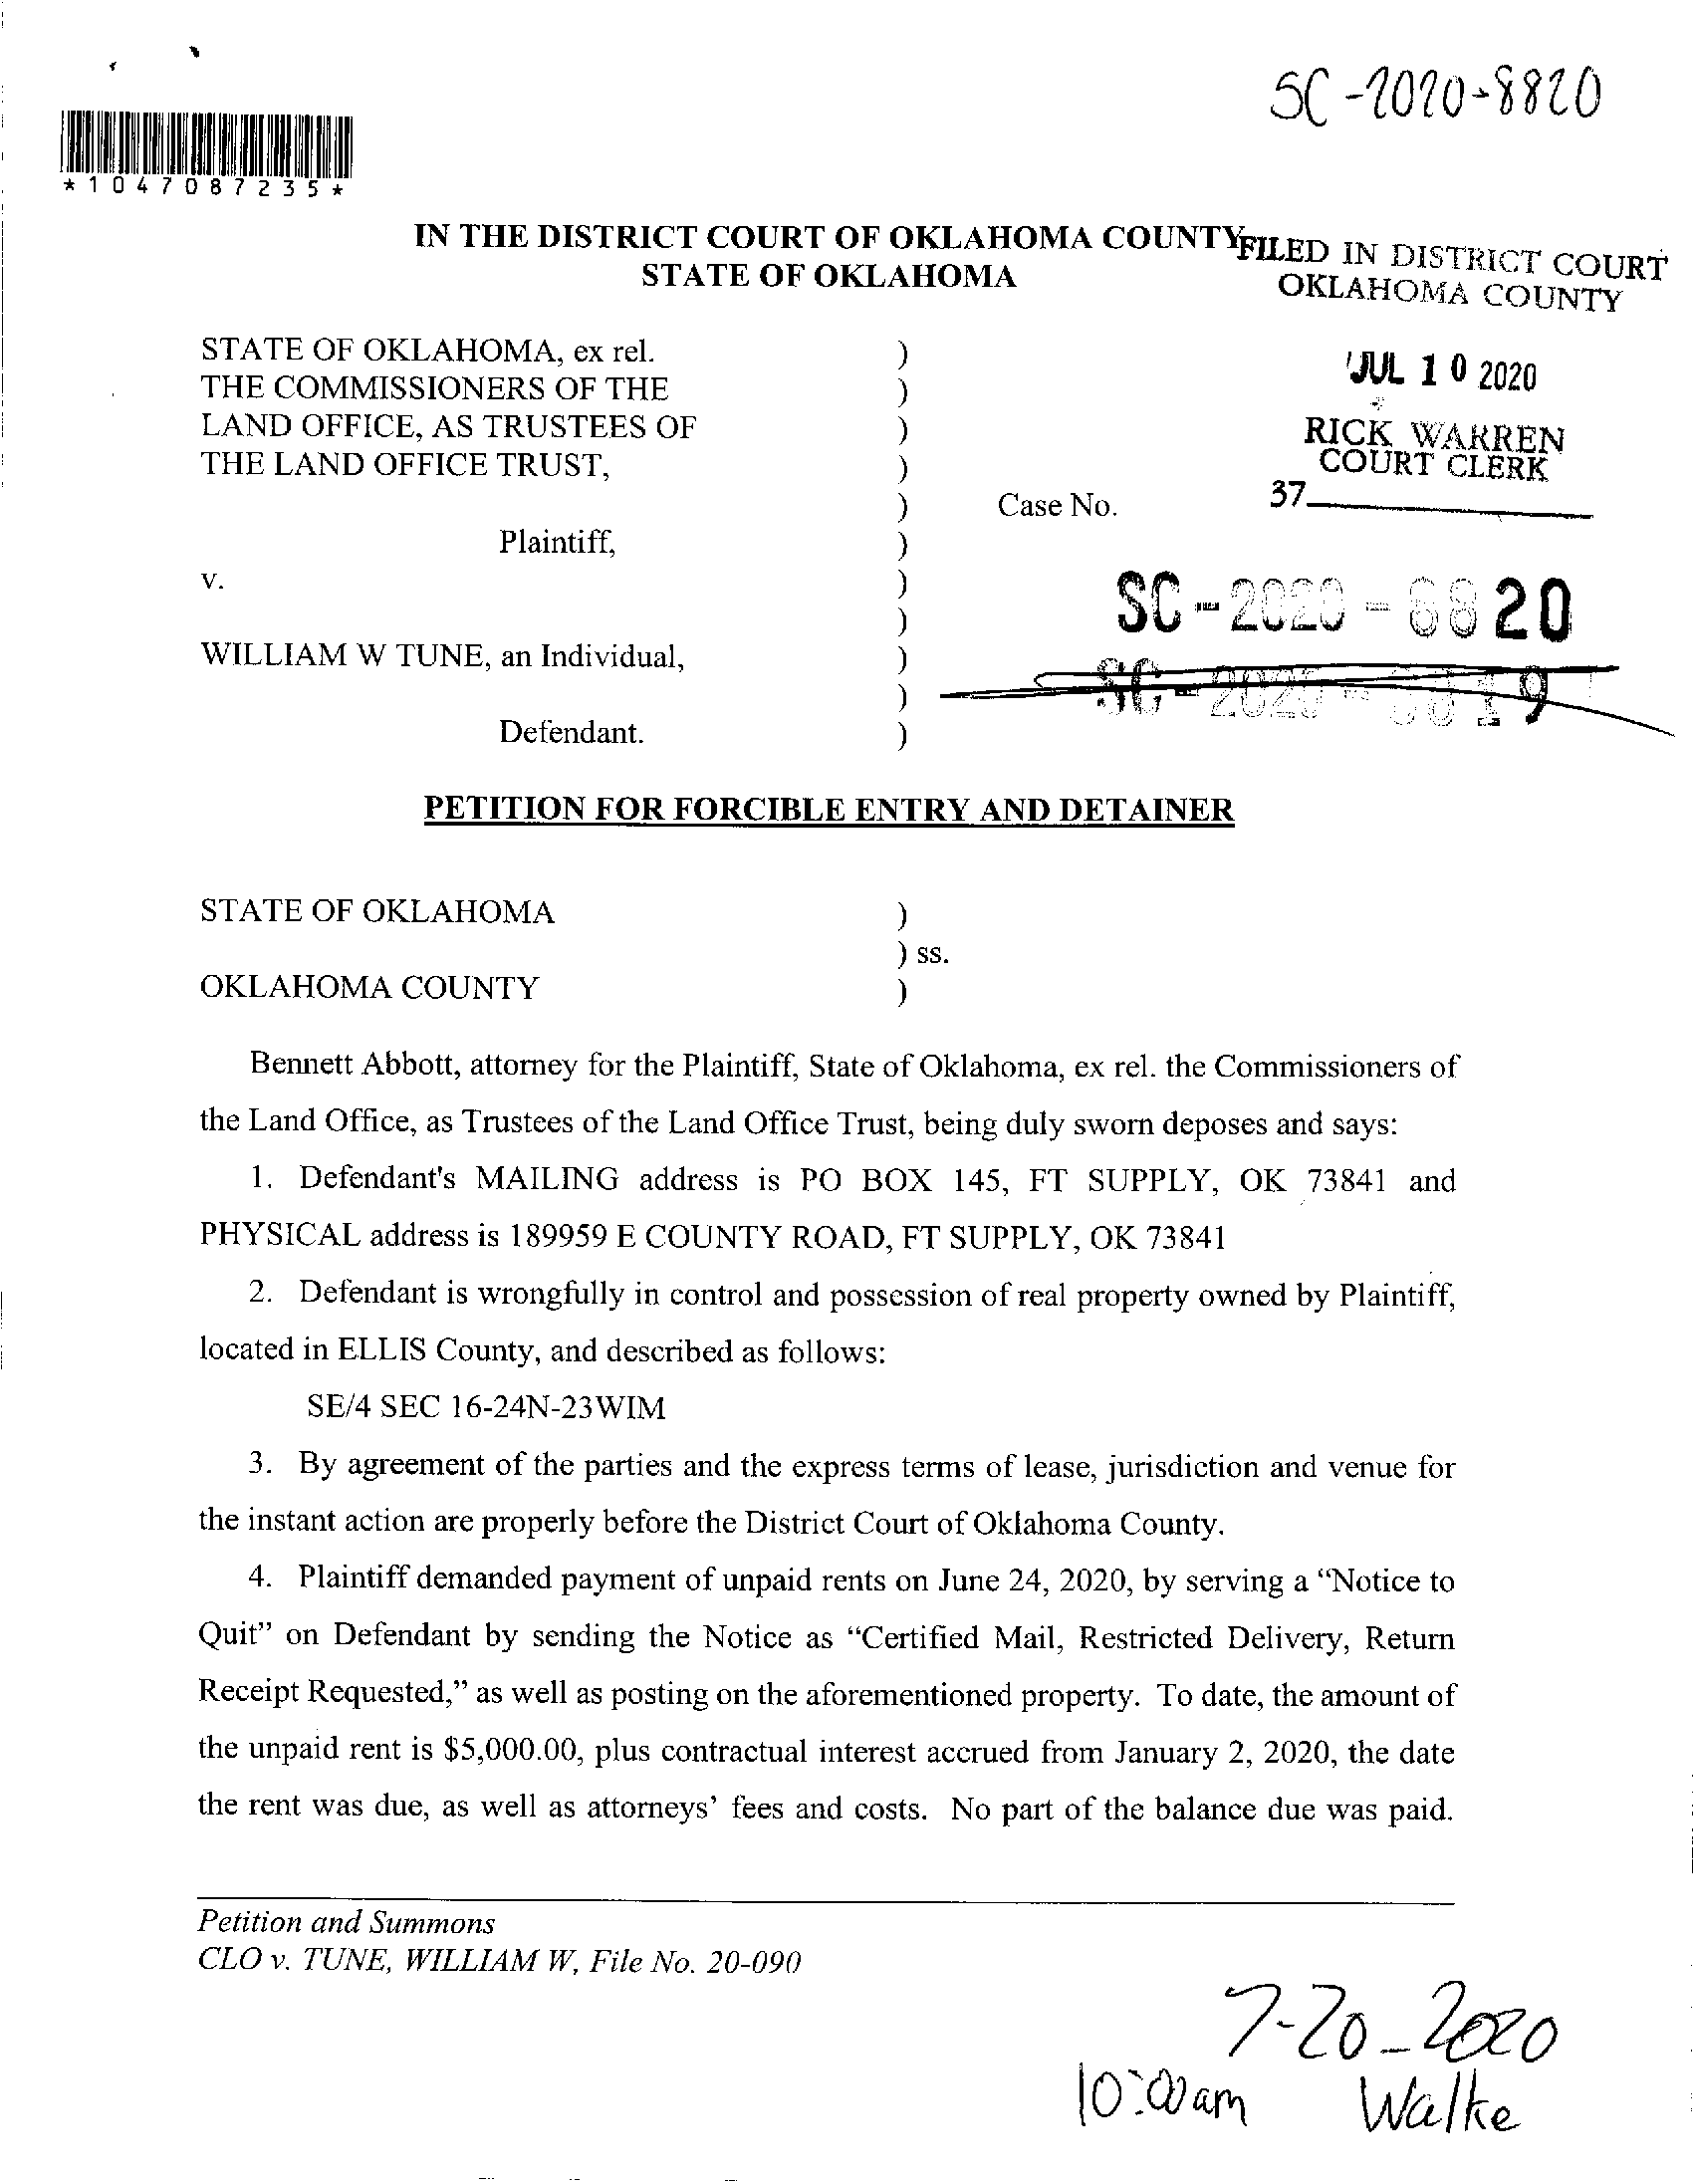 SC-2020-8820
*1047087235*
IN THE DISTRICT COURT OF OKLAHOMA COUNTY
STATE OF OKLAHOMA
FILED IN DISTRICT COURT
OKLAHOMA COUNTY
JUL 10 2020
RICK WARREN
COURT CLERK
37
STATE OF OKLAHOMA, ex rel. )
THE COMMISSIONERS OF THE )
LAND OFFICE, AS TRUSTEES OF )
THE LAND OFFICE TRUST, )
) Case No.
Plaintiff, )
v. )
)
WILLIAM W TUNE, an Individual, )
)
Defendant. )
SC-2020-8820
PETITION FOR FORCIBLE ENTRY AND DETAINER
STATE OF OKLAHOMA )
) ss.
OKLAHOMA COUNTY )
Bennett Abbott, attorney for the Plaintiff, State of Oklahoma, ex rel. the Commissioners of
the Land Office, as Trustees of the Land Office Trust, being duly sworn deposes and says:
1. Defendant's MAILING address is PO BOX 145, FT SUPPLY, OK 73841 and
PHYSICAL address is 189959 E COUNTY ROAD, FT SUPPLY, OK 73841
2. Defendant is wrongfully in control and possession of real property owned by Plaintiff,
located in ELLIS County, and described as follows:
SE/4 SEC 16-24N-23WIM
3. By agreement of the parties and the express terms of lease, jurisdiction and venue for
the instant action are properly before the District Court of Oklahoma County.
4. Plaintiff demanded payment of unpaid rents on June 24, 2020, by serving a “Notice to
Quit” on Defendant by sending the Notice as “Certified Mail, Restricted Delivery, Return
Receipt Requested,” as well as posting on the aforementioned property. To date, the amount of
the unpaid rent is $5,000.00, plus contractual interest accrued from January 2, 2020, the date
the rent was due, as well as attorneys’ fees and costs. No part of the balance due was paid.
Petition and Summons
CLO v. TUNE, WILLIAM W, File No. 20-090
7-20-2020
10:00am Walke